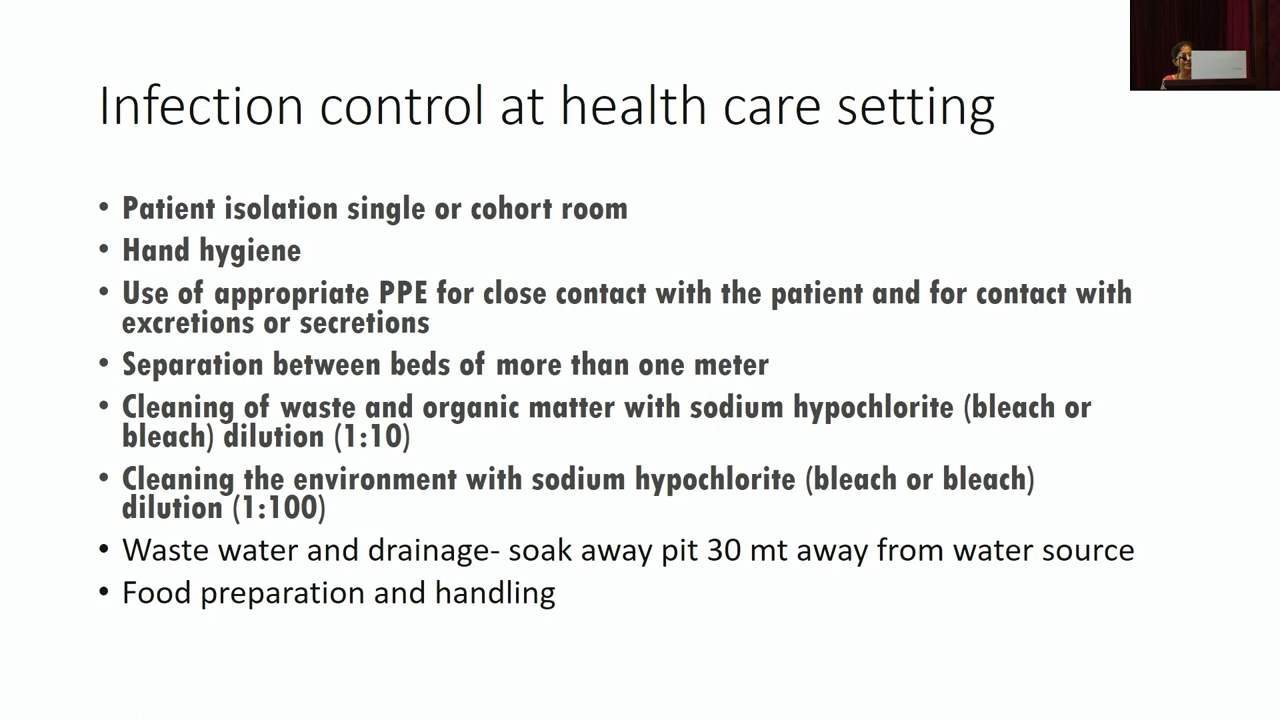 Infection control at health care setting
• Patient isolation single or cohort room
• Hand hygiene
• Use of appropriate PPE for close contact with the patient and for contact with
excretions or secretions
• Separation between beds of more than one meter
• Cleaning of waste and organic matter with sodium hypochlorite (bleach or
bleach) dilution (1:10)
• Cleaning the environment with sodium hypochlorite (bleach or bleach)
dilution (1:100)
• Waste water and drainage- soak away pit 30 mt away from water source
• Food preparation and handling